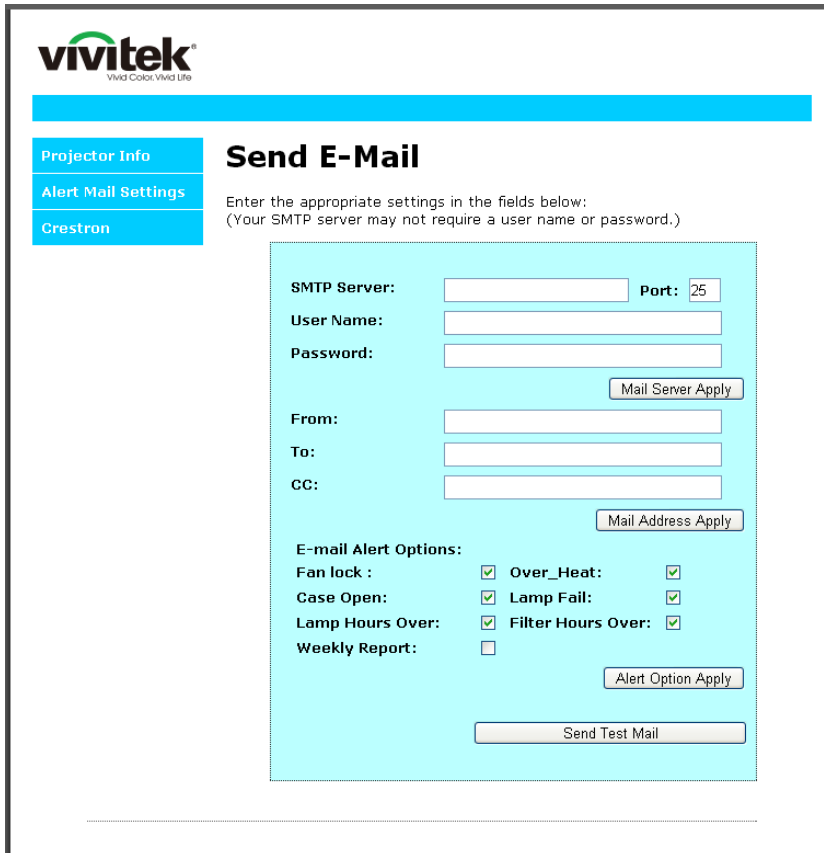 vivitek®
Vivid Color. Vivid Life
Projector Info
Alert Mail Settings
Crestron
Send E-Mail
Enter the appropriate settings in the fields below:
(Your SMTP server may not require a user name or password.)
SMTP Server: Port: 25
User Name:
Password:
Mail Server Apply
From:
To:
CC:
Mail Address Apply
E-mail Alert Options:
Fan lock : Over_Heat:
Case Open: Lamp Fail:
Lamp Hours Over: Filter Hours Over:
Weekly Report:
Alert Option Apply
Send Test Mail